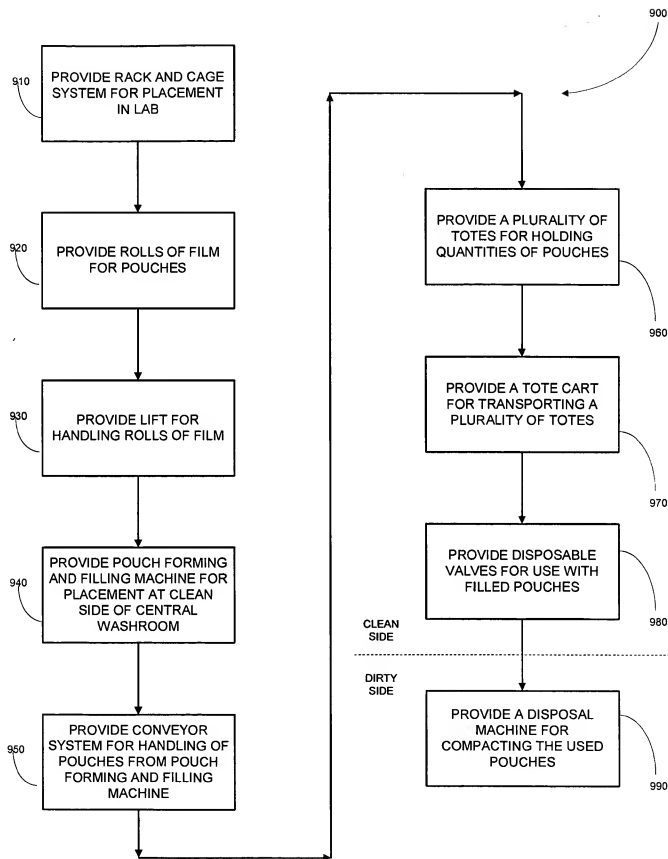 900
910
PROVIDE RACK AND CAGE
SYSTEM FOR PLACEMENT
IN LAB
920
PROVIDE ROLLS OF FILM
FOR POUCHES
930
PROVIDE LIFT FOR
HANDLING ROLLS OF FILM
940
PROVIDE POUCH FORMING
AND FILLING MACHINE FOR
PLACEMENT AT CLEAN
SIDE OF CENTRAL
WASHROOM
950
PROVIDE CONVEYOR
SYSTEM FOR HANDLING OF
POUCHES FROM POUCH
FORMING AND FILLING
MACHINE
PROVIDE A PLURALITY OF
TOTES FOR HOLDING
QUANTITIES OF POUCHES
960
PROVIDE A TOTE CART
FOR TRANSPORTING A
PLURALITY OF TOTES
970
PROVIDE DISPOSABLE
VALVES FOR USE WITH
FILLED POUCHES
980
CLEAN
SIDE
DIRTY
SIDE
PROVIDE A DISPOSAL
MACHINE FOR
COMPACTING THE USED
POUCHES
990